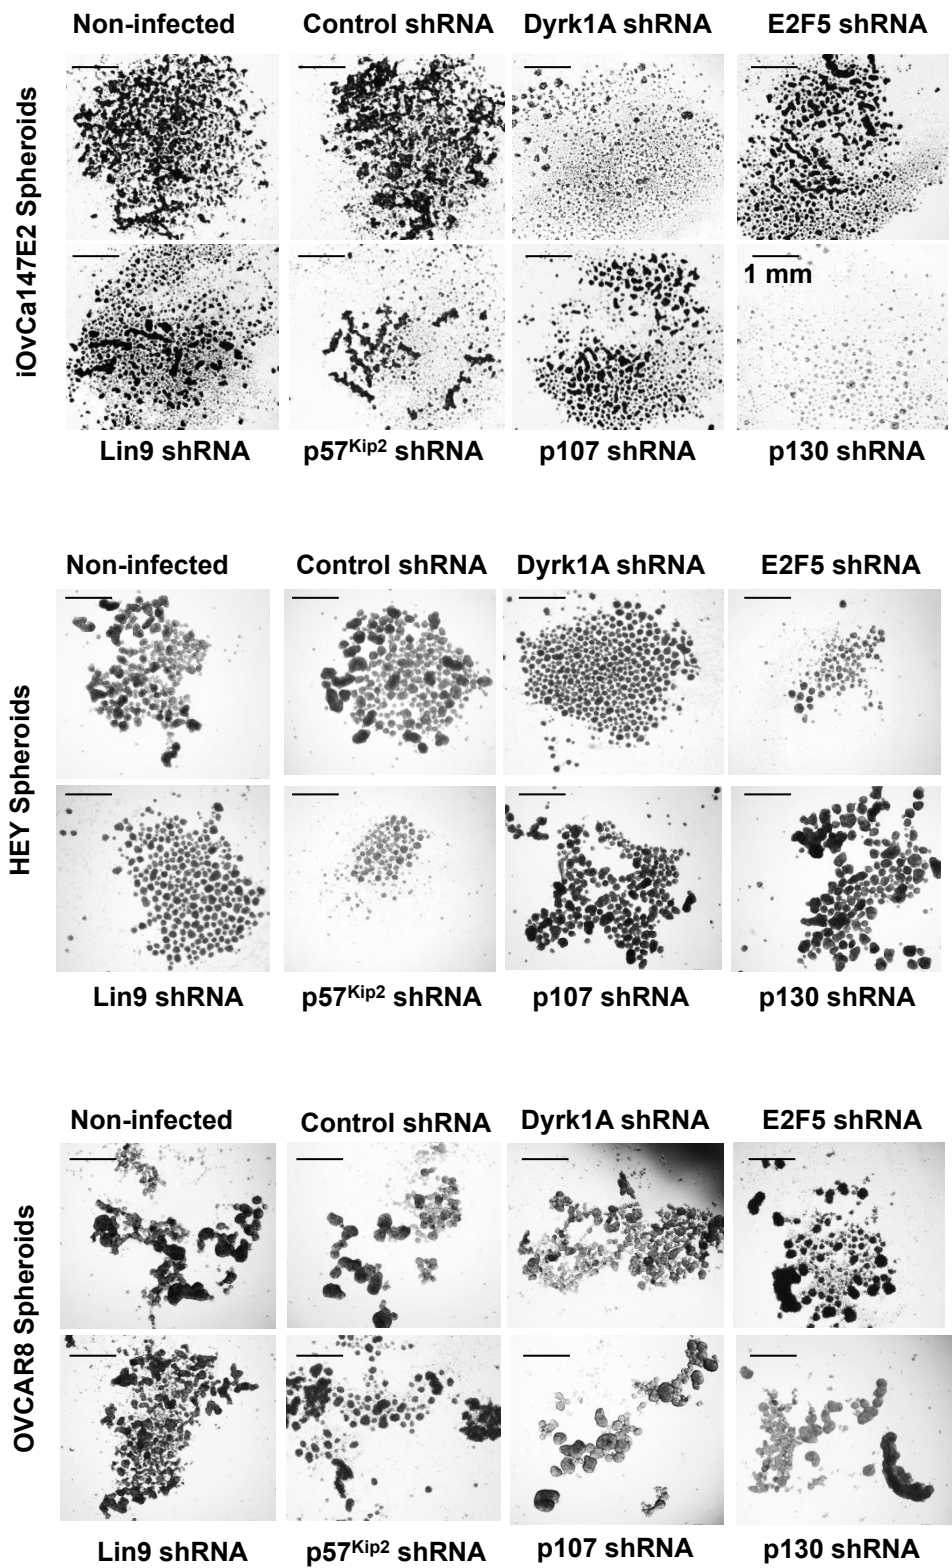 Non-infected Control shRNA Dyrk1A shRNA E2F5 shRNA
iOvCa147E2 Spheroids
1 mm
Lin9 shRNA p57Kip2 shRNA p107 shRNA p130 shRNA
Non-infected Control shRNA Dyrk1A shRNA E2F5 shRNA
HEY Spheroids
Lin9 shRNA p57Kip2 shRNA p107 shRNA p130 shRNA
Non-infected Control shRNA Dyrk1A shRNA E2F5 shRNA
OVCAR8 Spheroids
Lin9 shRNA p57Kip2 shRNA p107 shRNA p130 shRNA